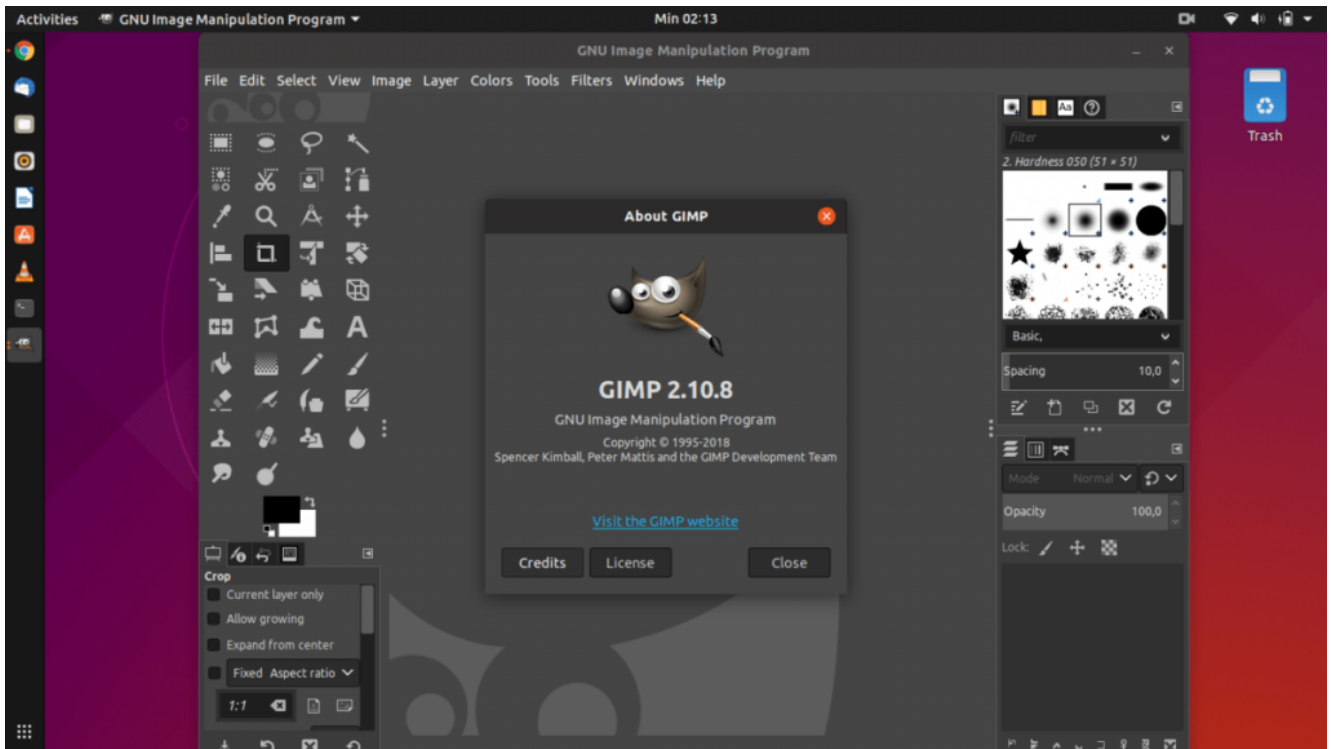 Activities GNU Image Manipulation Program Min 02:13
GNU Image Manipulation Program
File Edit Select View Image Layer Colors Tools Filters Windows Help
Aa
filter
Trash
2. Hardness 050 (51 × 51)
About GIMP
GIMP 2.10.8
GNU Image Manipulation Program
Copyright © 1995-2018
Spencer Kimball, Peter Mattis and the GIMP Development Team
Visit the GIMP website
Credits License Close
Basic,
Spacing 10,0
Mode Normal
Opacity 100,0
Lock:
Crop
Current layer only
Allow growing
Expand from center
Fixed Aspect ratio
1:1